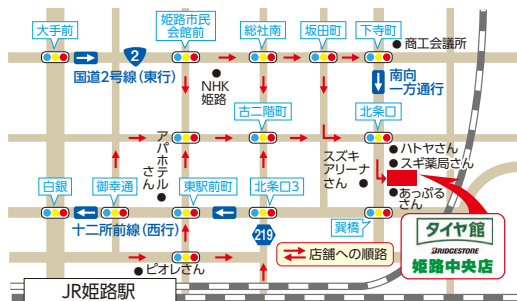 大手前
姫路市民
会館前
総社南
坂田町
下寺町
商工会議所
2
国道2号線(東行)
NHK
姫路
南向
一方通行
古二階町
北条口
アパホテル
さん
ハトヤさん
スギ薬局さん
スズキ
アリーナ
さん
あっぷる
さん
白銀
御幸通
東駅前町
北条口3
巽橋
十二所前線(西行)
219
タイヤ館
BRIDGESTONE
姫路中央店
店舗への順路
ピオレさん
JR姫路駅